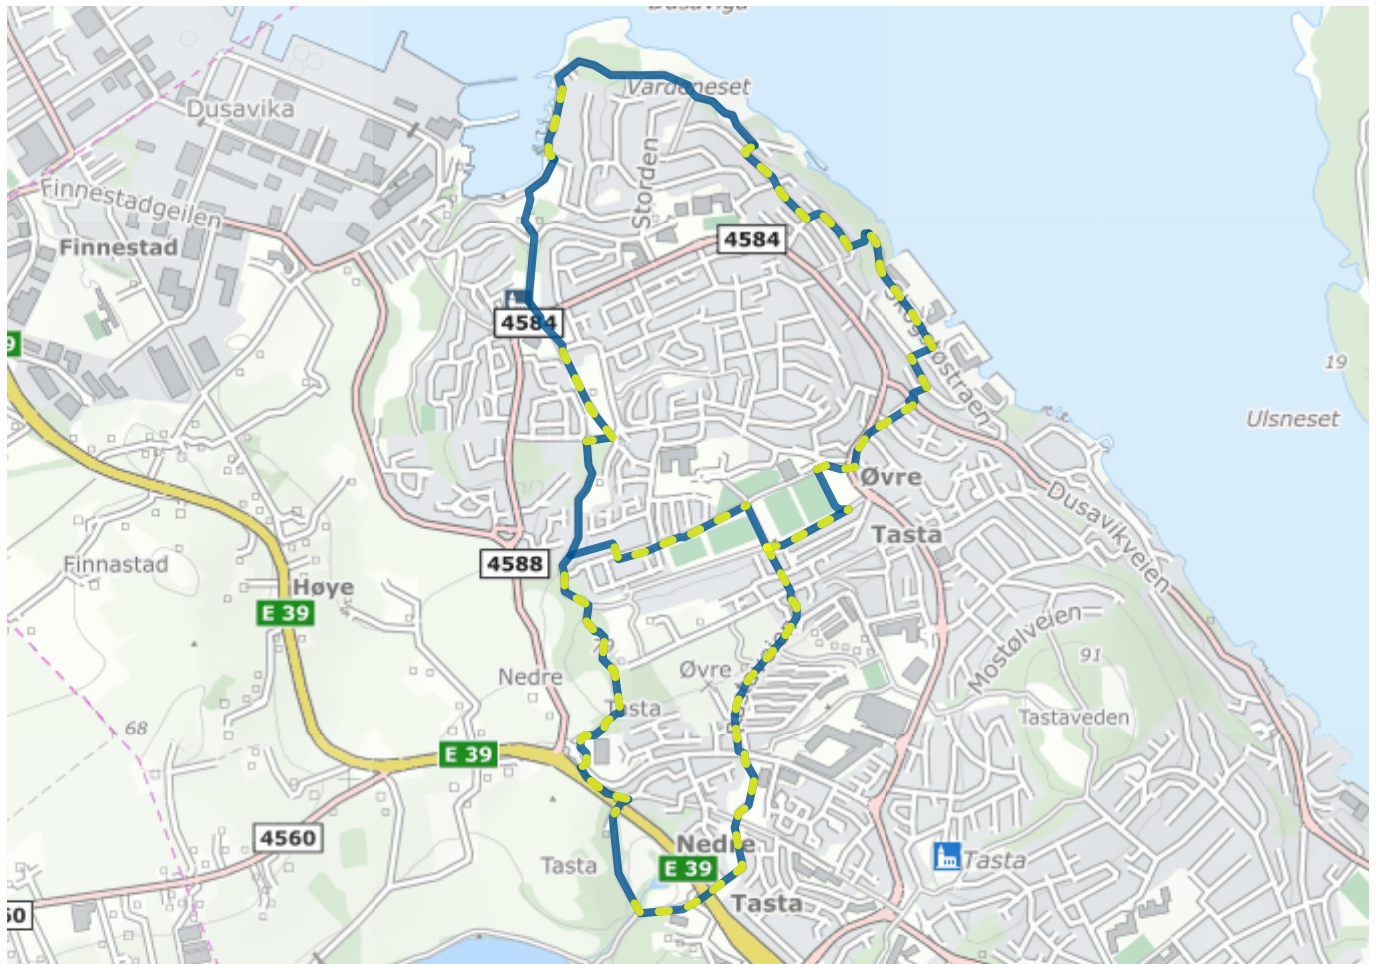 Dusavika
Vardeneset
Storden
Finnestadgeilen
Finnestad
4584
4584
19
Ulsneset
Øvre
Tasta
Dusavikveien
Finnastad
Høye
4588
E 39
Mostølveien
91
Nedre
Øvre
Tasta
Tastaveden
68
E 39
4560
Nedre
Tasta
E 39
Tasta
Tasta